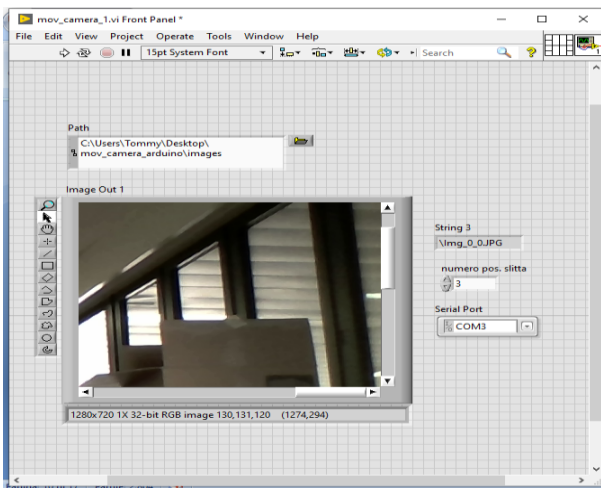 mov_camera_1.vi Front Panel *
File Edit View Project Operate Tools Window Help
15pt System Font
Search
Path
C:\Users\Tommy\Desktop\
mov_camera_arduino\images
Image Out 1
String 3
\Img_0_0.JPG
numero pos. slitta
3
Serial Port
COM3
1280x720 1X 32-bit RGB image 130,131,120 (1274,294)